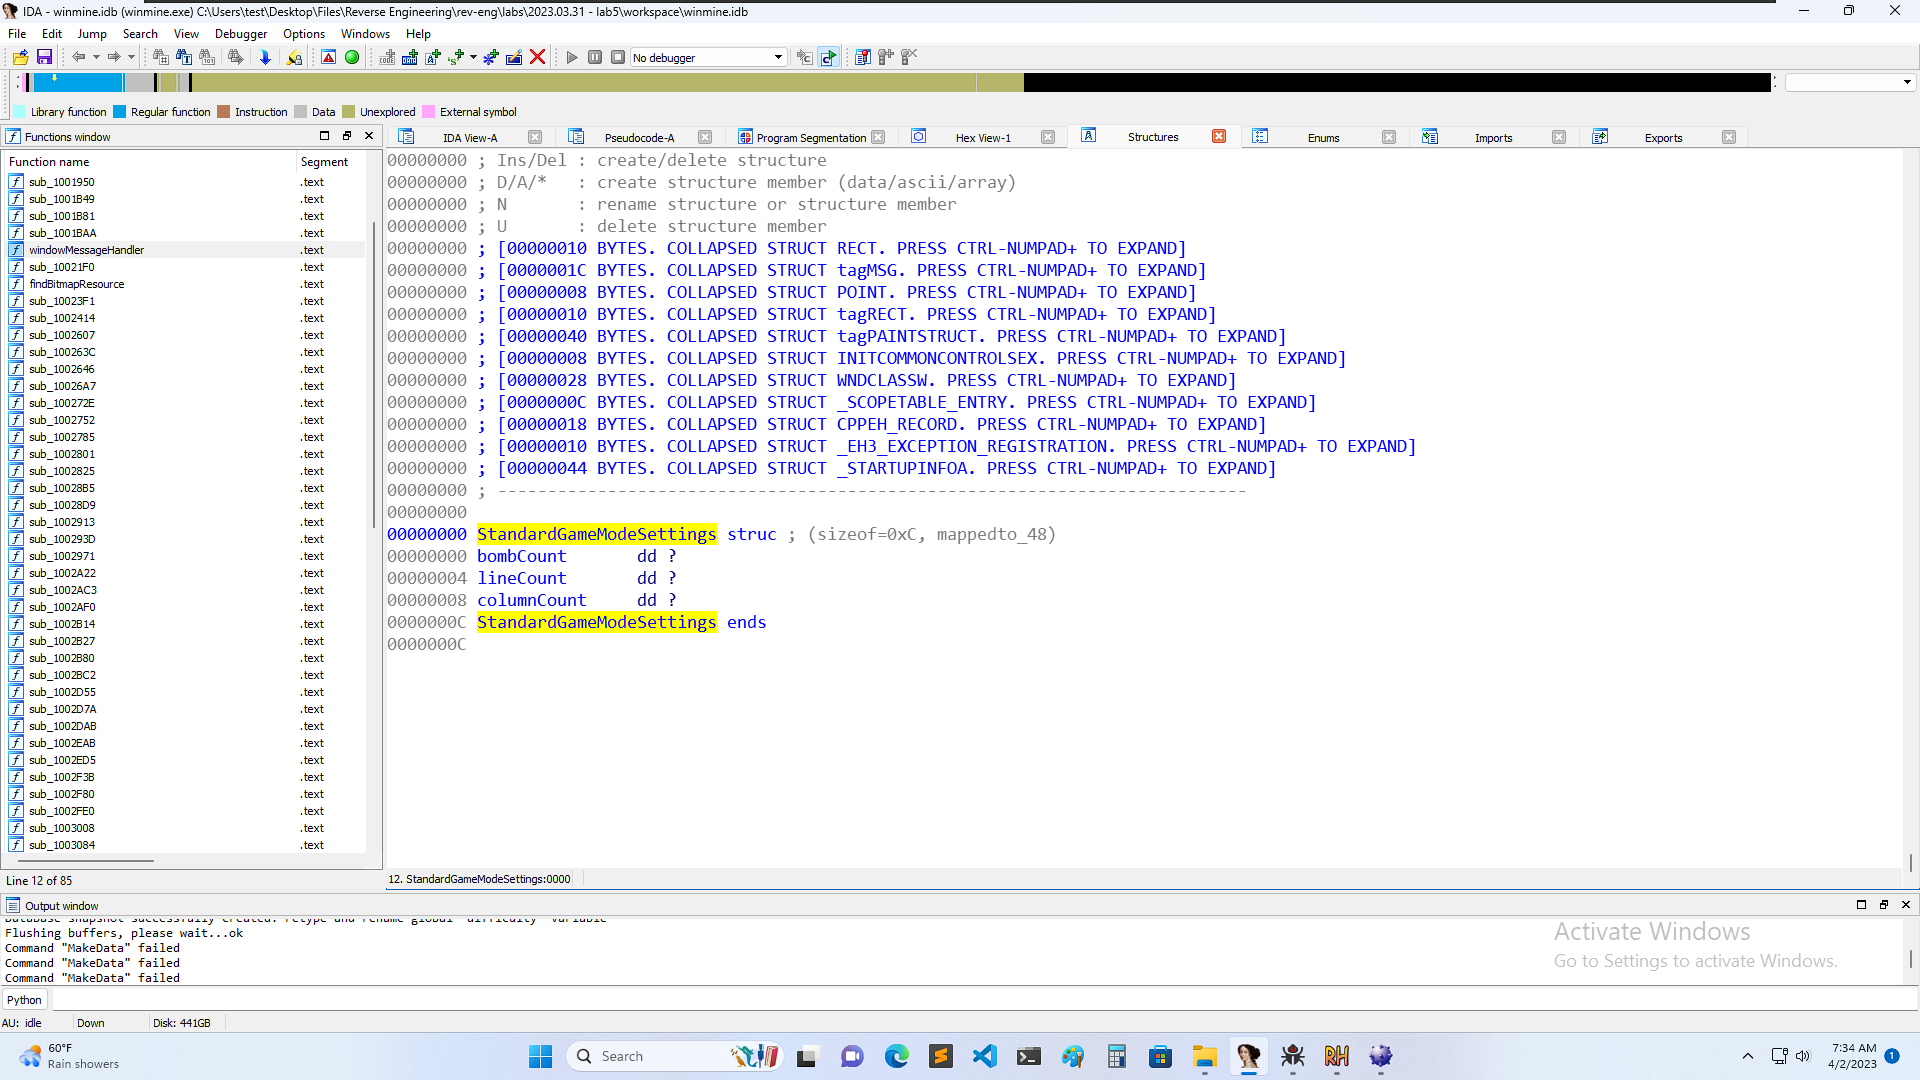 IDA - winmine.idb (winmine.exe) C:\Users\test\Desktop\Files\Reverse Engineering\rev-eng\labs\2023.03.31 - lab5\workspace\winmine.idb
File Edit Jump Search View Debugger Options Windows Help
No debugger
Library function Regular function Instruction Data Unexplored External symbol
Functions window
IDA View-A Pseudocode-A Program Segmentation Hex View-1 Structures Enums Imports Exports
Function name Segment
sub_1001950 .text
sub_1001B49 .text
sub_1001B81 .text
sub_1001BAA .text
windowMessageHandler .text
sub_10021F0 .text
findBitmapResource .text
sub_10023F1 .text
sub_1002414 .text
sub_1002607 .text
sub_100263C .text
sub_1002646 .text
sub_10026A7 .text
sub_100272E .text
sub_1002752 .text
sub_1002785 .text
sub_1002801 .text
sub_1002825 .text
sub_10028B5 .text
sub_10028D9 .text
sub_1002913 .text
sub_100293D .text
sub_1002971 .text
sub_1002A22 .text
sub_1002AC3 .text
sub_1002AF0 .text
sub_1002B14 .text
sub_1002B27 .text
sub_1002B80 .text
sub_1002BC2 .text
sub_1002D55 .text
sub_1002D7A .text
sub_1002DAB .text
sub_1002EAB .text
sub_1002ED5 .text
sub_1002F3B .text
sub_1002F80 .text
sub_1002FE0 .text
sub_1003008 .text
sub_1003084 .text
Line 12 of 85
00000000 ; Ins/Del : create/delete structure
00000000 ; D/A/* : create structure member (data/ascii/array)
00000000 ; N : rename structure or structure member
00000000 ; U : delete structure member
00000000 ; [00000010 BYTES. COLLAPSED STRUCT RECT. PRESS CTRL-NUMPAD+ TO EXPAND]
00000000 ; [0000001C BYTES. COLLAPSED STRUCT tagMSG. PRESS CTRL-NUMPAD+ TO EXPAND]
00000000 ; [00000008 BYTES. COLLAPSED STRUCT POINT. PRESS CTRL-NUMPAD+ TO EXPAND]
00000000 ; [00000010 BYTES. COLLAPSED STRUCT tagRECT. PRESS CTRL-NUMPAD+ TO EXPAND]
00000000 ; [00000040 BYTES. COLLAPSED STRUCT tagPAINTSTRUCT. PRESS CTRL-NUMPAD+ TO EXPAND]
00000000 ; [00000008 BYTES. COLLAPSED STRUCT INITCOMMONCONTROLSEX. PRESS CTRL-NUMPAD+ TO EXPAND]
00000000 ; [00000028 BYTES. COLLAPSED STRUCT WNDCLASSW. PRESS CTRL-NUMPAD+ TO EXPAND]
00000000 ; [0000000C BYTES. COLLAPSED STRUCT _SCOPETABLE_ENTRY. PRESS CTRL-NUMPAD+ TO EXPAND]
00000000 ; [00000018 BYTES. COLLAPSED STRUCT CPPEH_RECORD. PRESS CTRL-NUMPAD+ TO EXPAND]
00000000 ; [00000010 BYTES. COLLAPSED STRUCT _EH3_EXCEPTION_REGISTRATION. PRESS CTRL-NUMPAD+ TO EXPAND]
00000000 ; [00000044 BYTES. COLLAPSED STRUCT _STARTUPINFOA. PRESS CTRL-NUMPAD+ TO EXPAND]
00000000 ; ---------------------------------------------------------------------------
00000000
00000000 StandardGameModeSettings struc ; (sizeof=0xC, mappedto_48)
00000000 bombCount dd ?
00000004 lineCount dd ?
00000008 columnCount dd ?
0000000C StandardGameModeSettings ends
0000000C
12. StandardGameModeSettings:0000
Output window
Database snapshot successfully created: retype and rename global "difficulty" variable
Flushing buffers, please wait...ok
Command "MakeData" failed
Command "MakeData" failed
Command "MakeData" failed
Activate Windows
Go to Settings to activate Windows.
Python
AU: idle Down Disk: 441GB
60°F
Rain showers
Search
RH
7:34 AM
4/2/2023
1